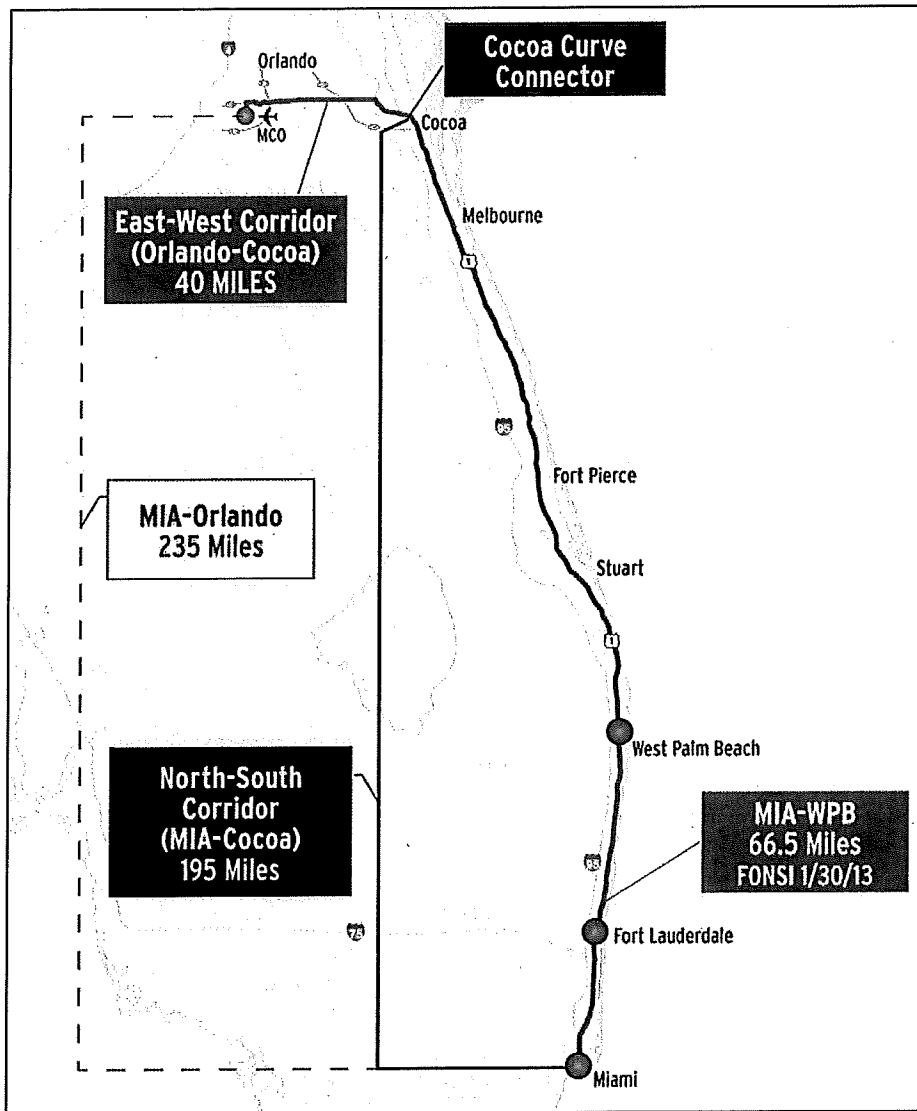 Cocoa Curve
Connector
4
Orlando
MCO
Cocoa
East-West Corridor
(Orlando-Cocoa)
40 MILES
Melbourne
1
95
Fort Pierce
MIA-Orlando
235 Miles
Stuart
1
West Palm Beach
North-South
Corridor
(MIA-Cocoa)
195 Miles
MIA-WPB
66.5 Miles
FONSI 1/30/13
95
75
Fort Lauderdale
Miami